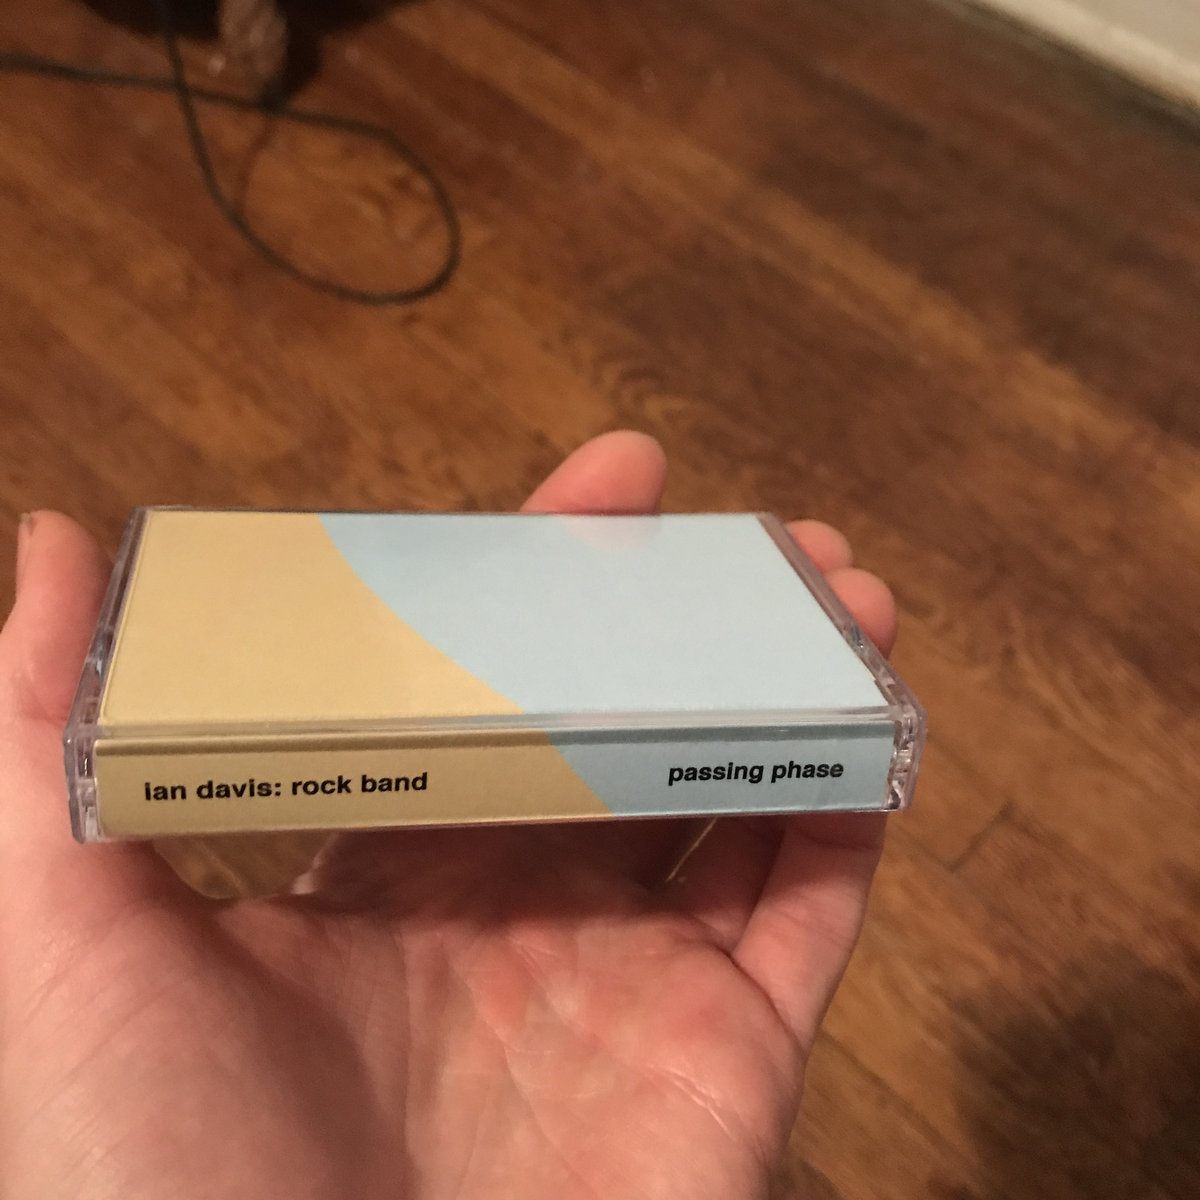 ian davis: rock band
passing phase